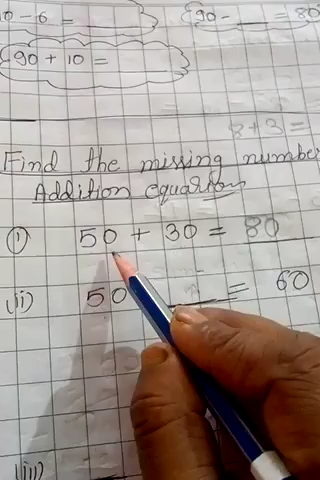 0 - 6 =
90 - ___ = 80
90 + 10 =
8 + 3 =
Find the missing number
Addition equation
(i) 50 + 30 = 80
(ii) 50 ___ = 60
(iii)